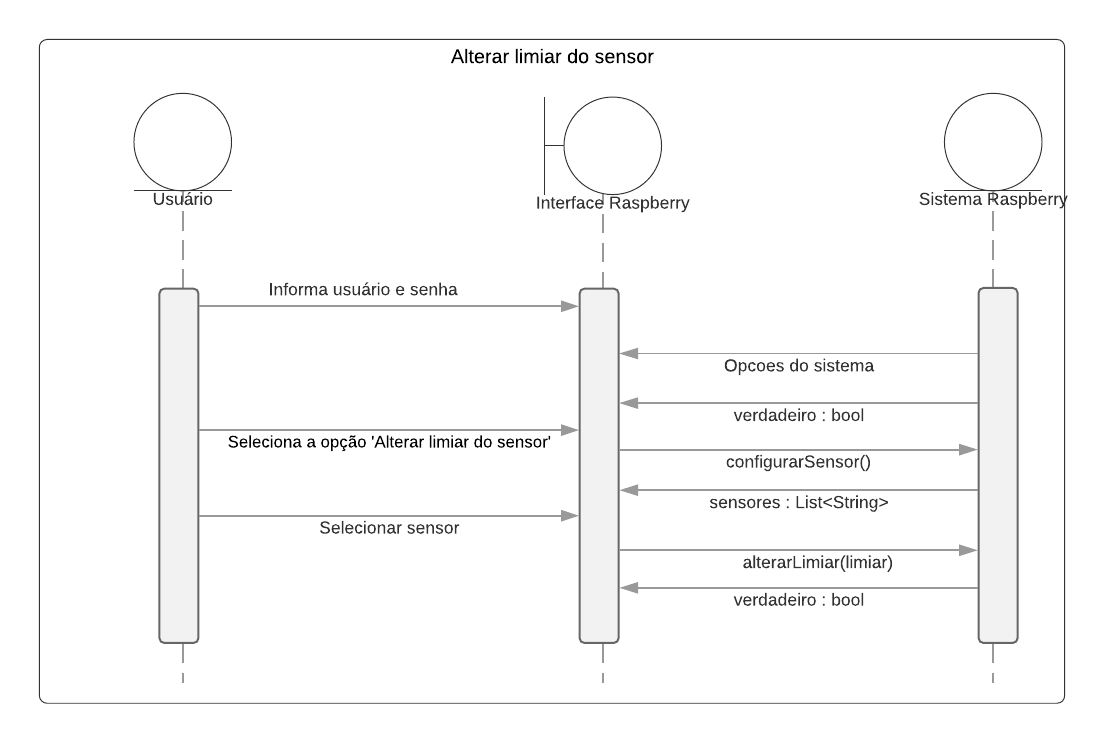 Alterar limiar do sensor
Usuário
Interface Raspberry
Sistema Raspberry
Informa usuário e senha
Opcoes do sistema
verdadeiro : bool
Seleciona a opção 'Alterar limiar do sensor'
configurarSensor()
sensores : List<String>
Selecionar sensor
alterarLimiar(limiar)
verdadeiro : bool